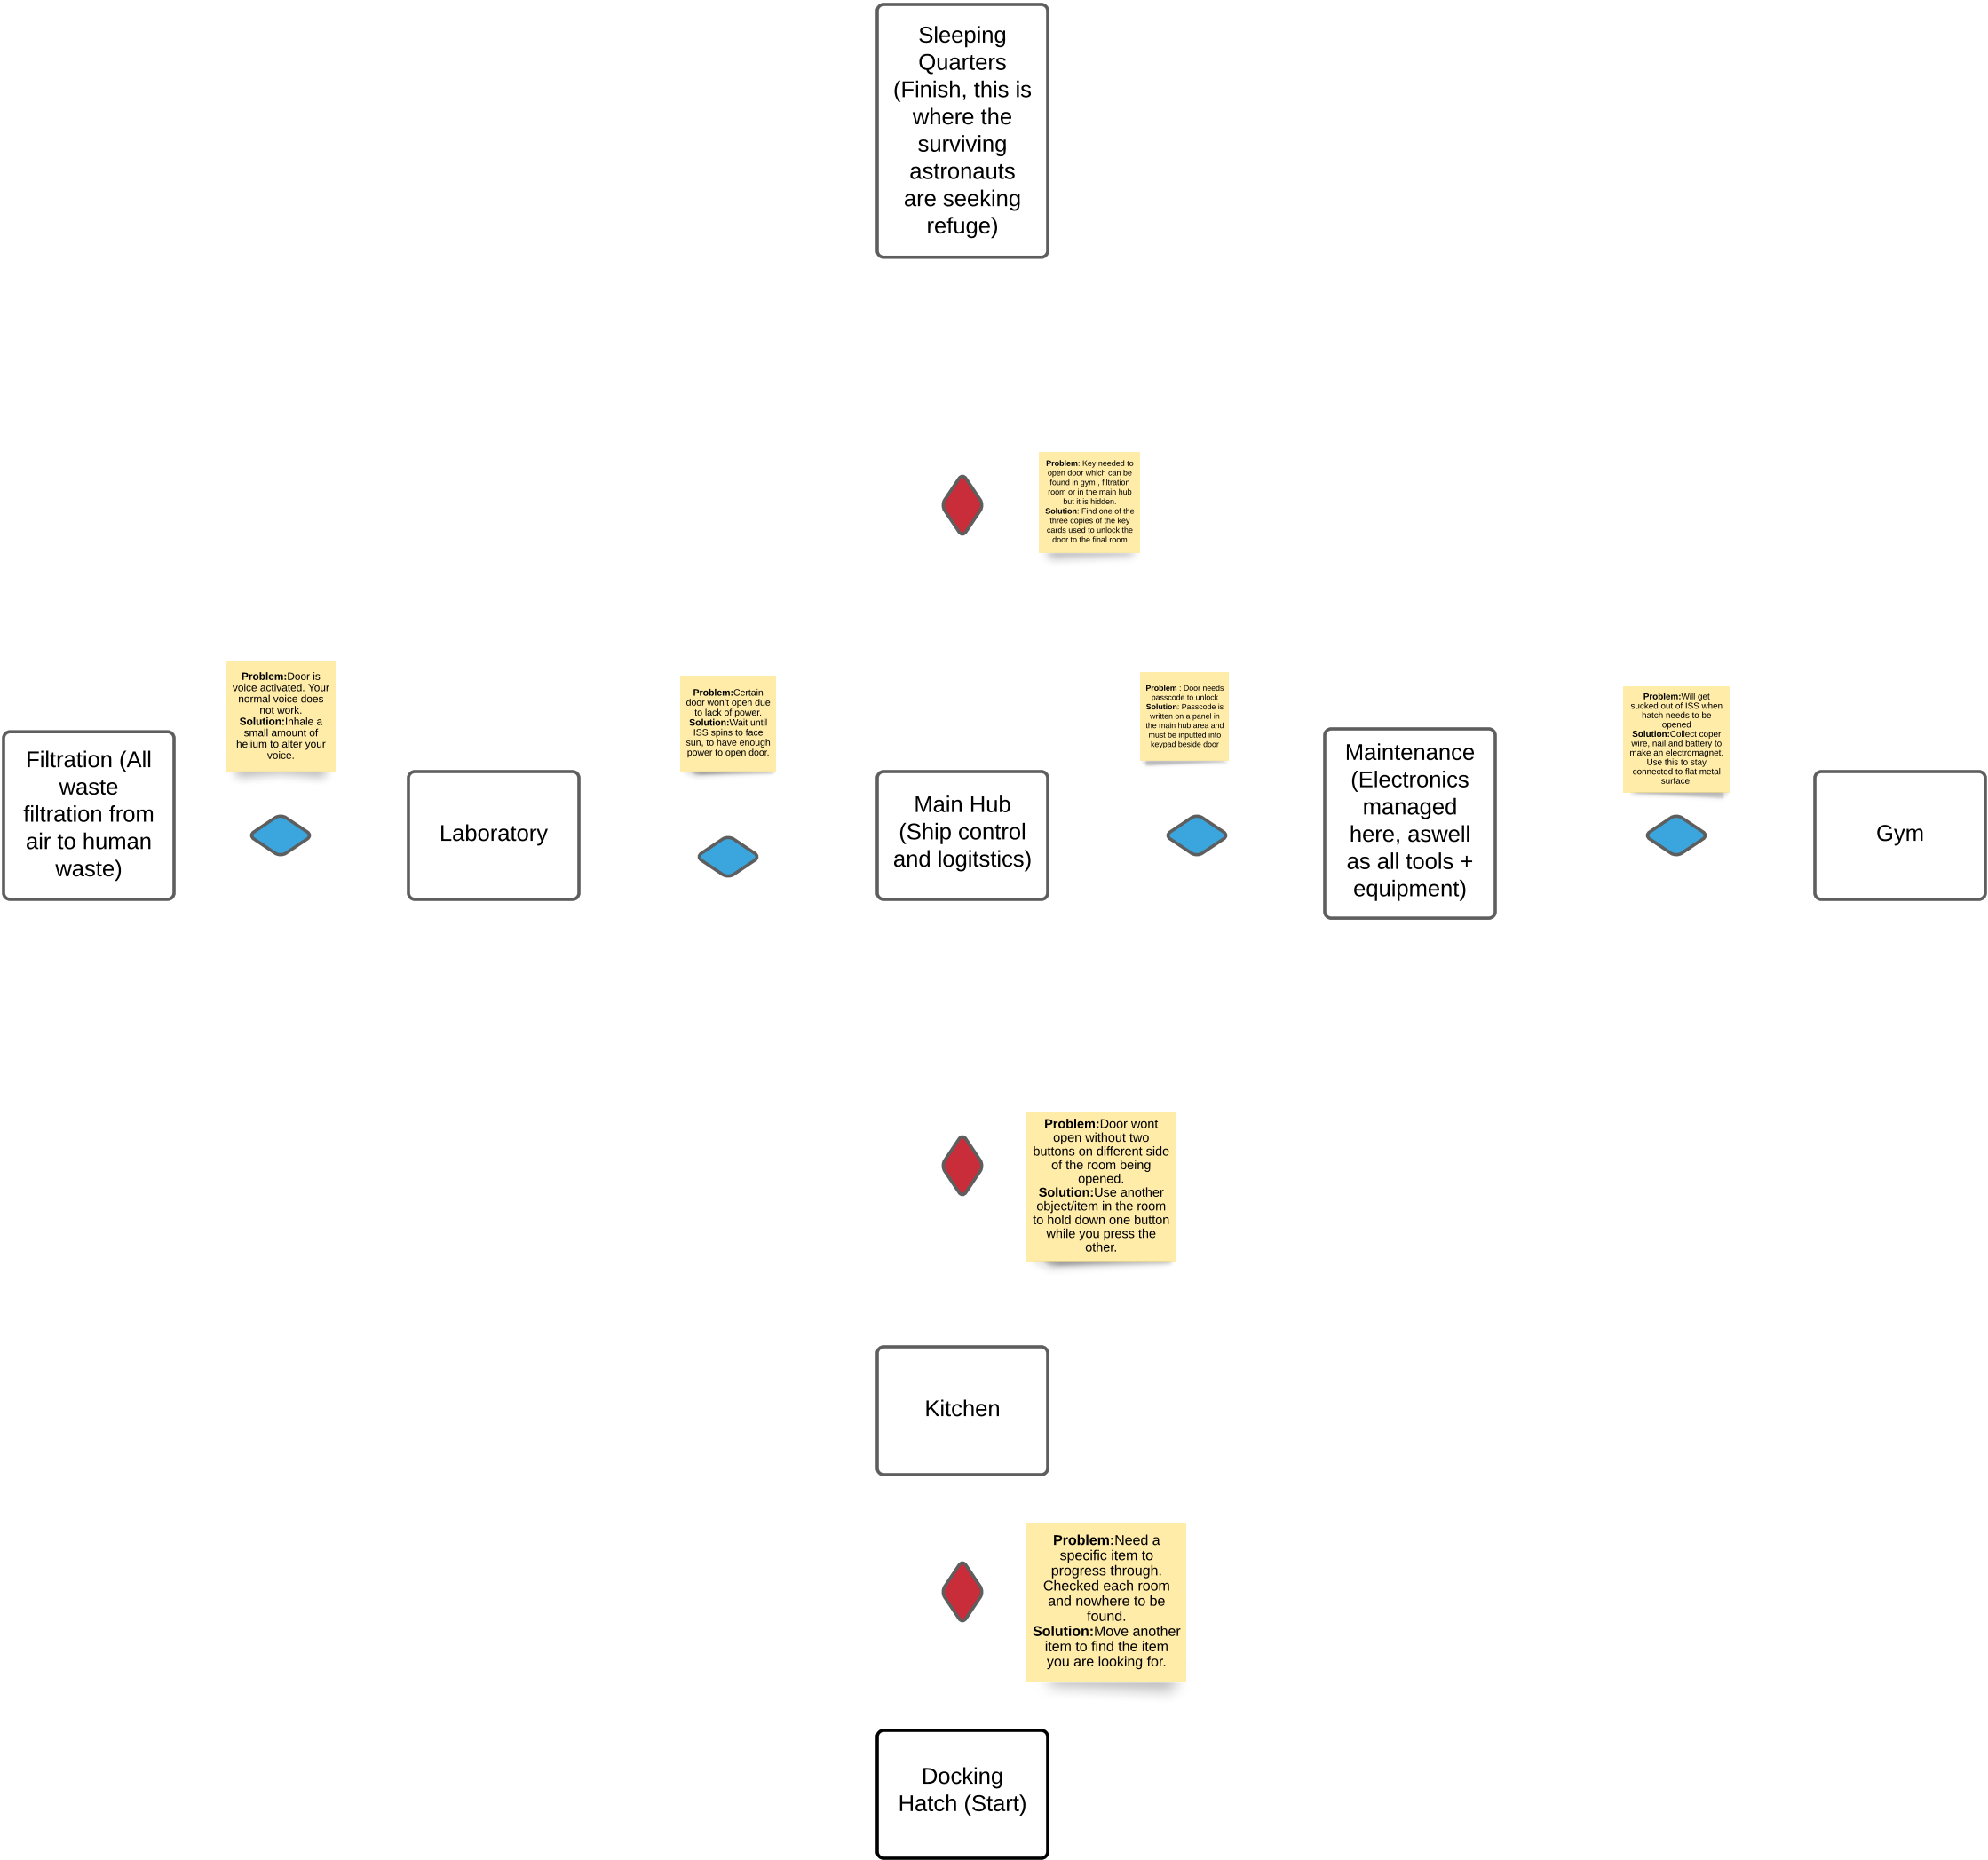 Sleeping
Quarters
(Finish, this is
where the
surviving
astronauts
are seeking
refuge)
Problem: Key needed to
open door which can be
found in gym , filtration
room or in the main hub
but it is hidden.
Solution: Find one of the
three copies of the key
cards used to unlock the
door to the final room
Problem:Door is
voice activated. Your
normal voice does
not work.
Solution:Inhale a
small amount of
helium to alter your
voice.
Problem:Certain
door won't open due
to lack of power.
Solution:Wait until
ISS spins to face
sun, to have enough
power to open door.
Problem : Door needs
passcode to unlock
Solution: Passcode is
written on a panel in
the main hub area and
must be inputted into
keypad beside door
Problem:Will get
sucked out of ISS when
hatch needs to be
opened
Solution:Collect coper
wire, nail and battery to
make an electromagnet.
Use this to stay
connected to flat metal
surface.
Filtration (All
waste
filtration from
air to human
waste)
Laboratory
Main Hub
(Ship control
and logitstics)
Maintenance
(Electronics
managed
here, aswell
as all tools +
equipment)
Gym
Problem:Door wont
open without two
buttons on different side
of the room being
opened.
Solution:Use another
object/item in the room
to hold down one button
while you press the
other.
Kitchen
Problem:Need a
specific item to
progress through.
Checked each room
and nowhere to be
found.
Solution:Move another
item to find the item
you are looking for.
Docking
Hatch (Start)